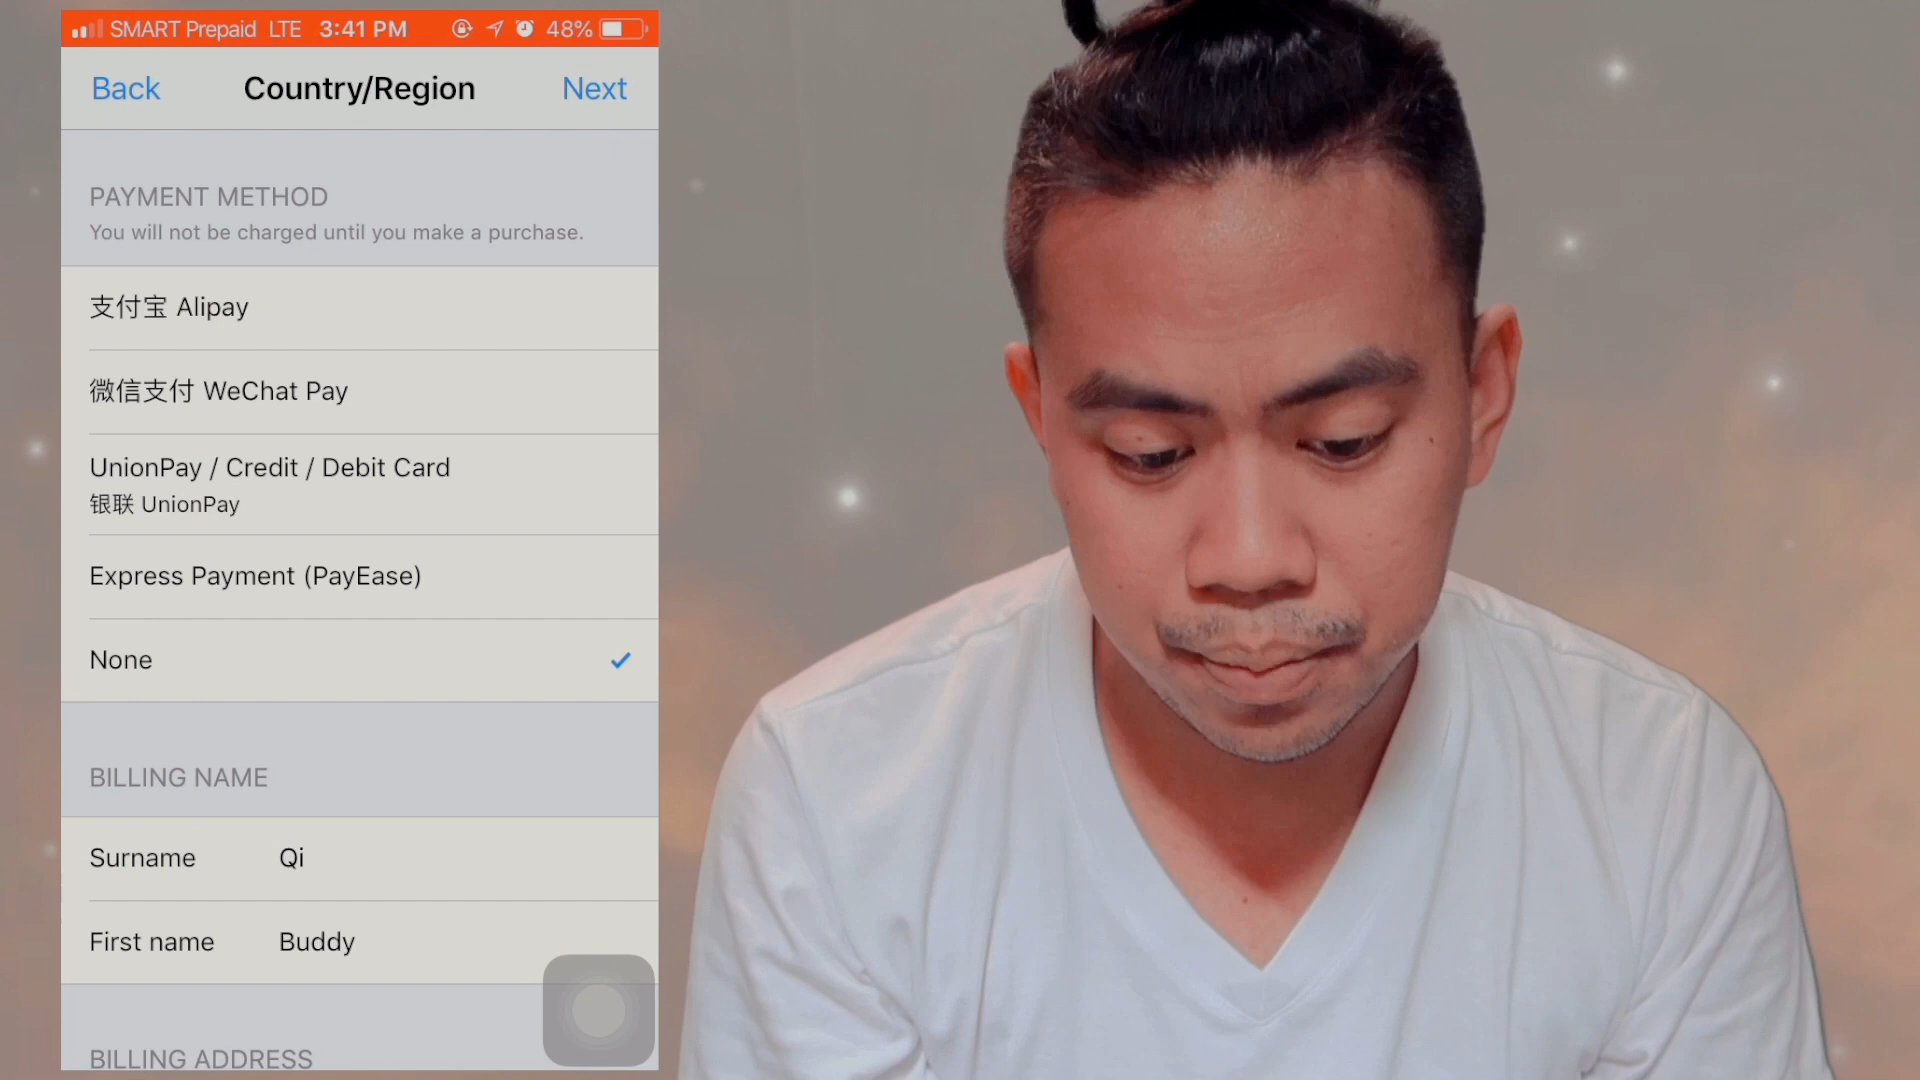 SMART Prepaid LTE 3:41 PM 48%
Back Country/Region Next
PAYMENT METHOD
You will not be charged until you make a purchase.
支付宝 Alipay
微信支付 WeChat Pay
UnionPay / Credit / Debit Card
银联 UnionPay
Express Payment (PayEase)
None
BILLING NAME
Surname Qi
First name Buddy
BILLING ADDRESS